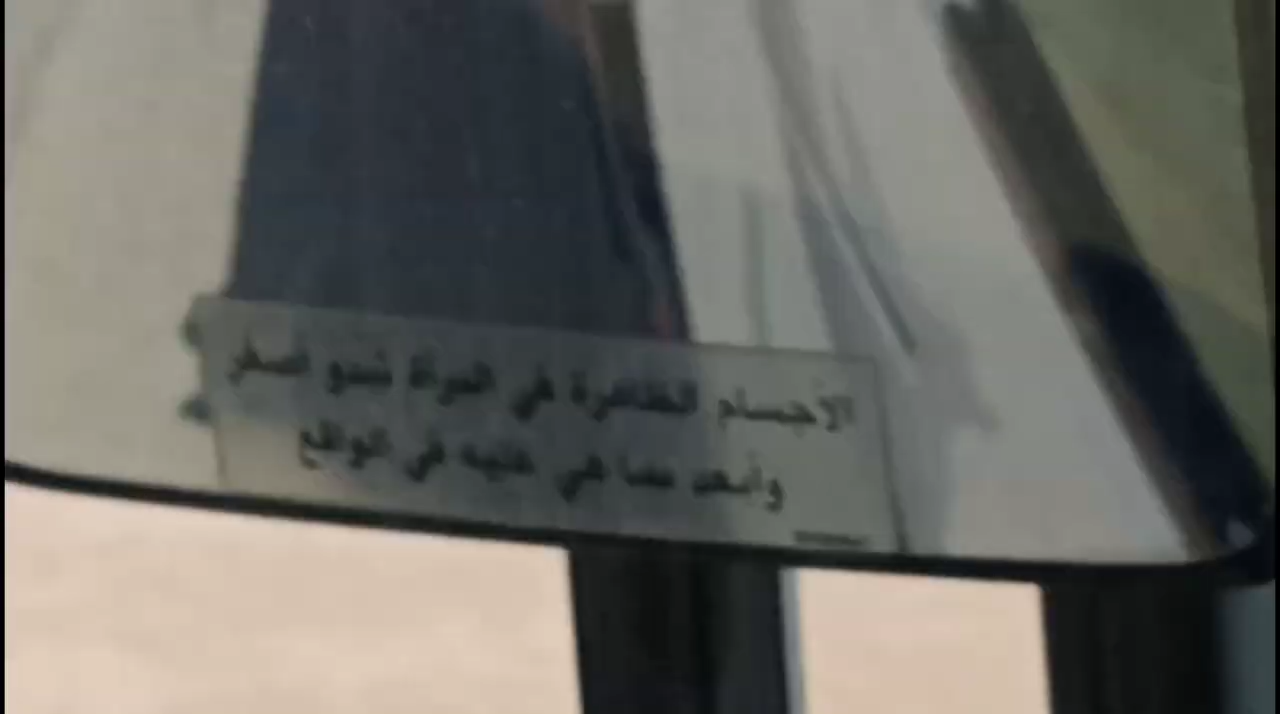 الأجسام الظاهرة في المرآة تبدو أصغر
وأبعد مما هي عليه في الواقع